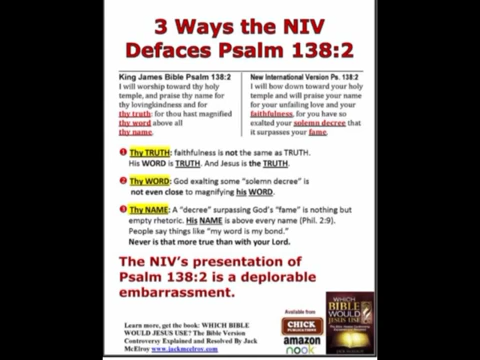 3 Ways the NIV
Defaces Psalm 138:2
King James Bible Psalm 138:2
I will worship toward thy holy
temple, and praise thy name for
thy lovingkindness and for
thy truth: for thou hast magnified
thy word above all
thy name.
New International Version Ps. 138:2
I will bow down toward your holy
temple and will praise your name
for your unfailing love and your
faithfulness, for you have so
exalted your solemn decree that
it surpasses your fame.
1 Thy TRUTH: faithfulness is not the same as TRUTH.
His WORD is TRUTH. And Jesus is the TRUTH.
2 Thy WORD: God exalting some "solemn decree" is
not even close to magnifying his WORD.
3 Thy NAME: A "decree" surpassing God's "fame" is nothing but
empty rhetoric. His NAME is above every name (Phil. 2:9).
People say things like "my word is my bond."
Never is that more true than with your Lord.
The NIV's presentation of
Psalm 138:2 is a deplorable
embarrassment.
Learn more, get the book: WHICH BIBLE
WOULD JESUS USE? The Bible Version
Controversy Explained and Resolved By Jack
McElroy www.jackmcelroy.com
Available from
CHICK
PUBLICATIONS
amazon
nook
WHICH
BIBLE
WOULD
JESUS USE?